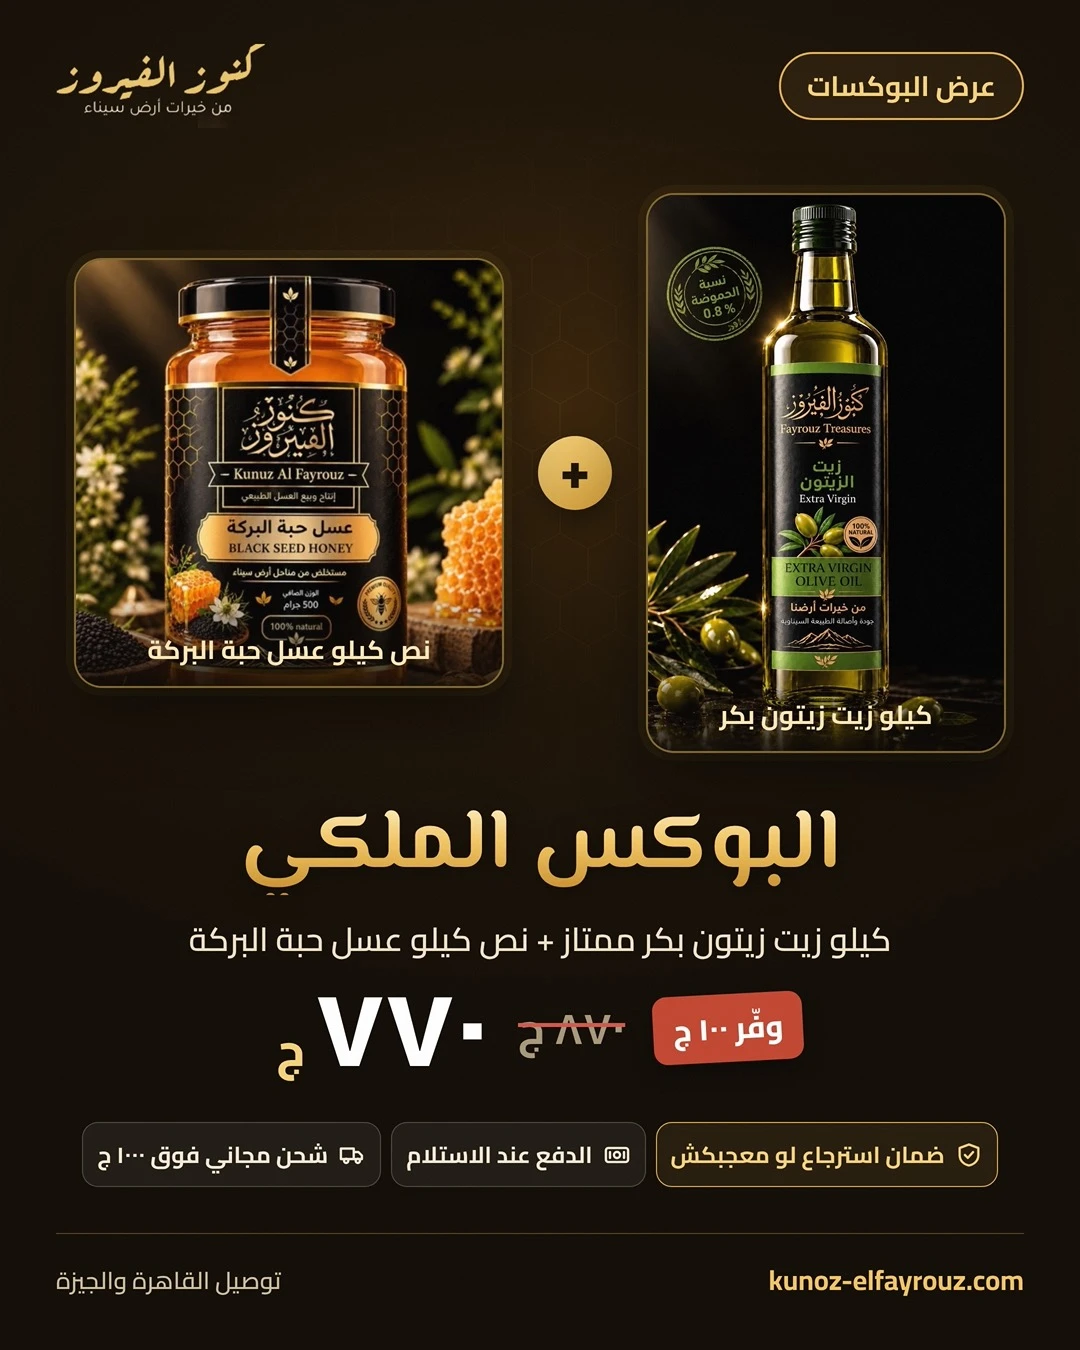 كنوز الفيروز
من خيرات أرض سيناء
عرض البوكسات
نسبة
الحموضة
0.8 %
كنوز الفيروز
Fayrouz Treasures
زيت
الزيتون
Extra Virgin
100%
NATURAL
EXTRA VIRGIN
OLIVE OIL
من خيرات أرضنا
جودة وأصالة الطبيعة السيناوية
كيلو زيت زيتون بكر
+
كنوز
الفيروز
Kunuz Al Fayrouz
إنتاج وبيع العسل الطبيعي
عسل حبة البركة
BLACK SEED HONEY
مستخلص من مناحل أرض سيناء
الوزن الصافي
500 جرام
100% natural
نص كيلو عسل حبة البركة
البوكس الملكي
كيلو زيت زيتون بكر ممتاز + نص كيلو عسل حبة البركة
وفّر ١٠٠ ج
٨٧٠ ج
٧٧٠ ج
ضمان استرجاع لو معجبكش
الدفع عند الاستلام
شحن مجاني فوق ١٠٠٠ ج
kunoz-elfayrouz.com
توصيل القاهرة والجيزة